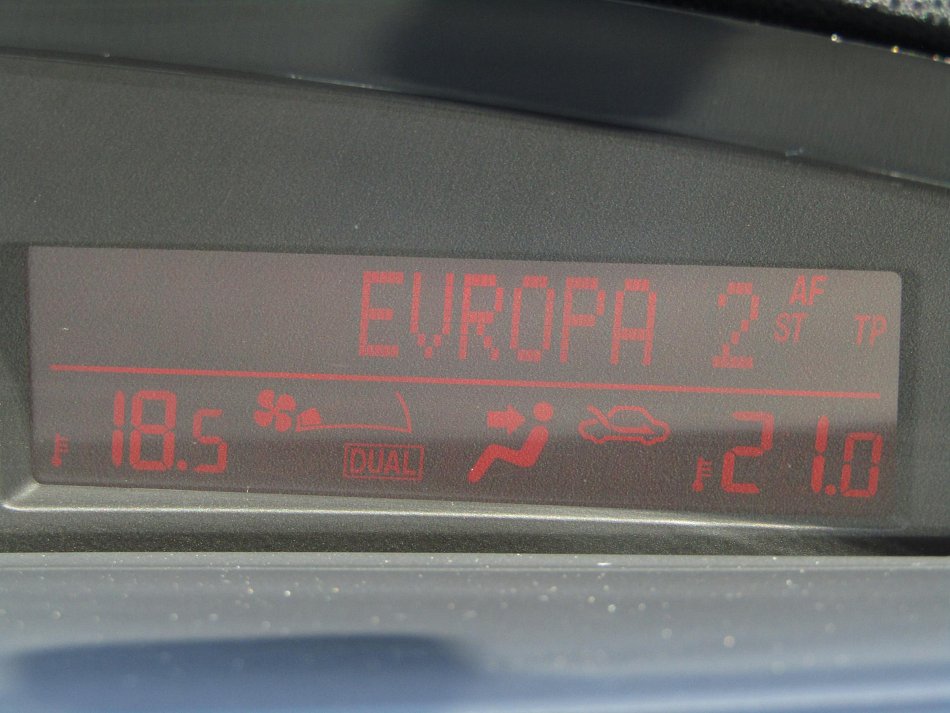 EVROPA 2 AF
ST TP
18.5 DUAL 21.0